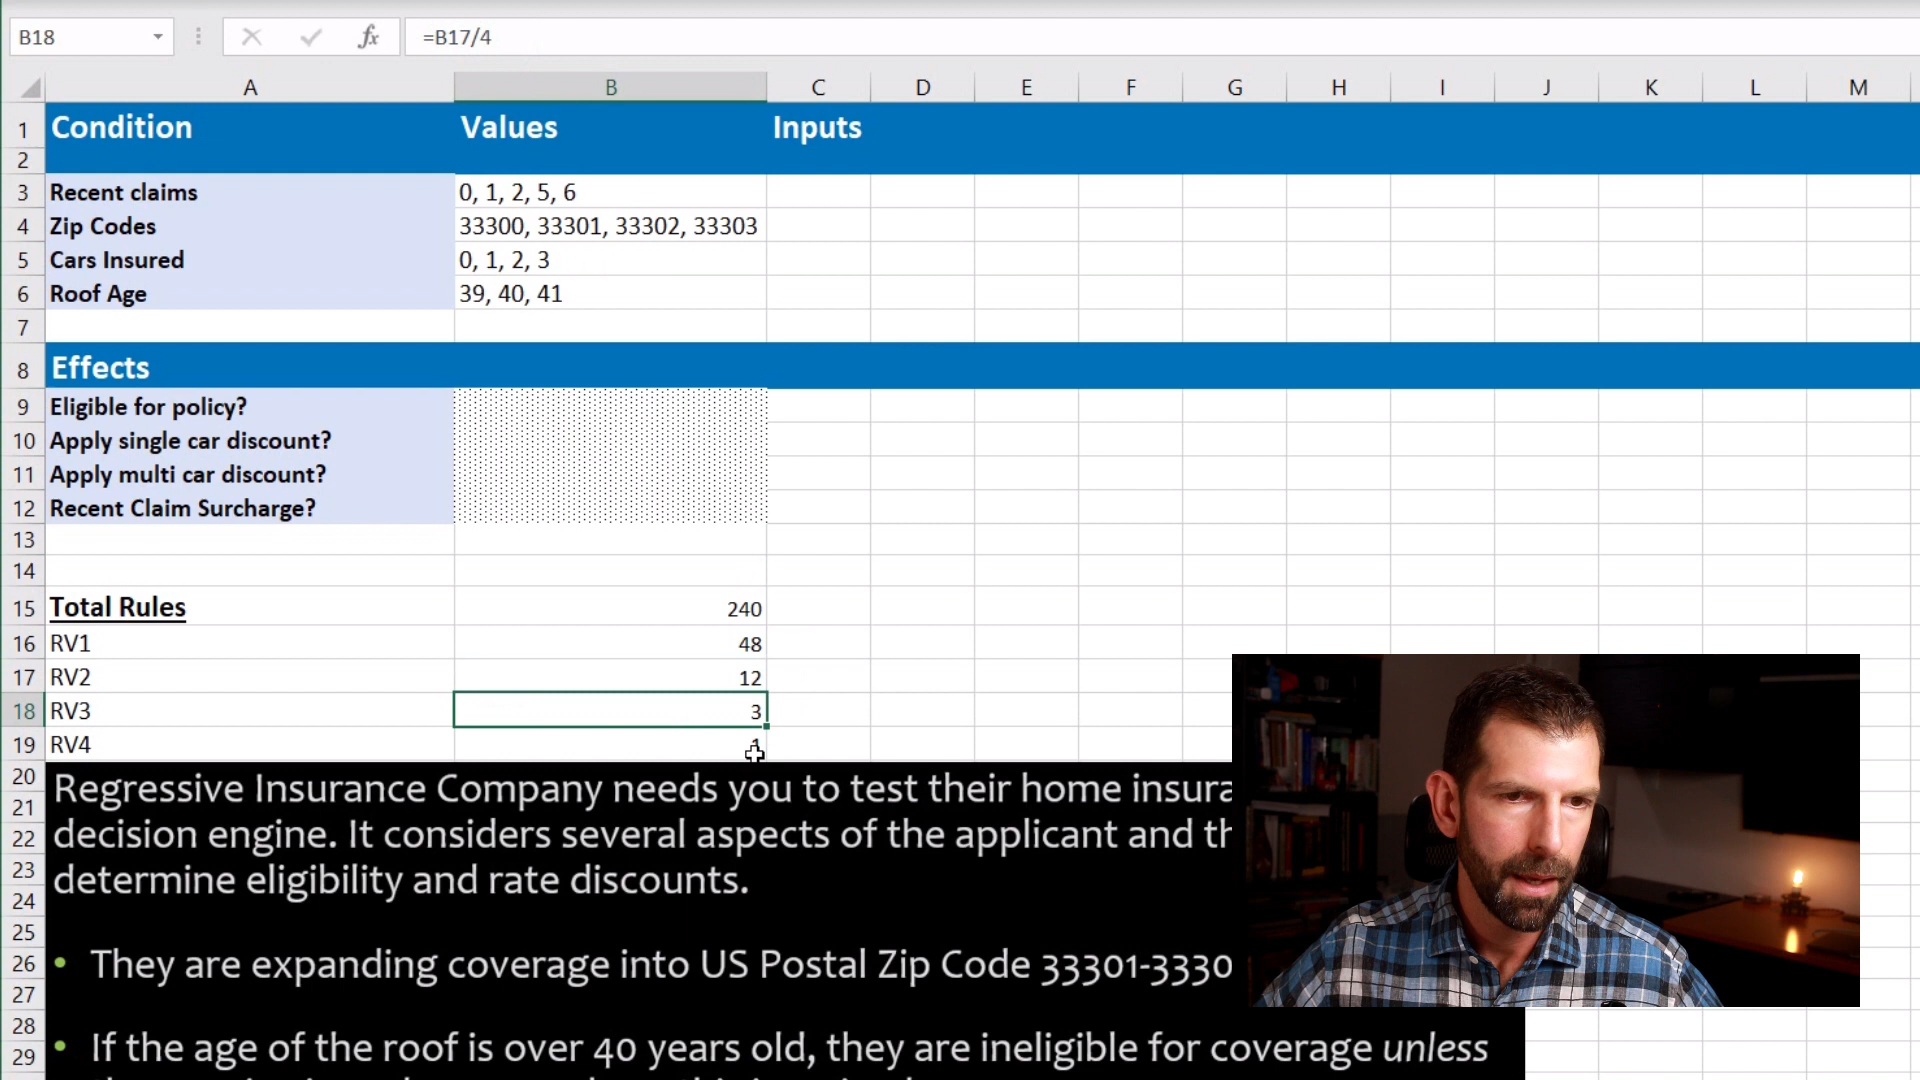 B18 fx =B17/4
A B C D E F G H I J K L M
1 Condition Values Inputs
2
3 Recent claims 0, 1, 2, 5, 6
4 Zip Codes 33300, 33301, 33302, 33303
5 Cars Insured 0, 1, 2, 3
6 Roof Age 39, 40, 41
7
8 Effects
9 Eligible for policy?
10 Apply single car discount?
11 Apply multi car discount?
12 Recent Claim Surcharge?
13
14
15 Total Rules 240
16 RV1 48
17 RV2 12
18 RV3 3
19 RV4
20
21
22
23
24
25
26
27
28
29
Regressive Insurance Company needs you to test their home insura
decision engine. It considers several aspects of the applicant and th
determine eligibility and rate discounts.
• They are expanding coverage into US Postal Zip Code 33301-3330
• If the age of the roof is over 40 years old, they are ineligible for coverage unless